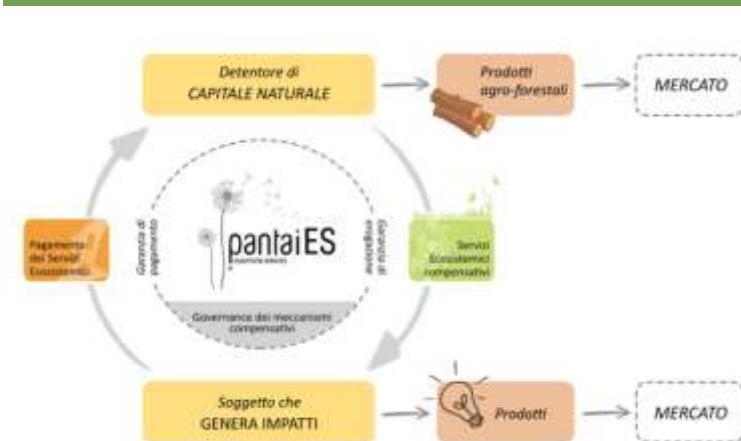 Detentore di
CAPITALE NATURALE
Prodotti
agro-forestali
MERCATO
Garanzia di
pagamento
pantaiES
Garanzia di
erogazione
Pagamento
dei Servizi
Ecosistemici
Servizi
Ecosistemici
compensativi
Governance dei meccanismi
compensativi
Soggetto che
GENERA IMPATTI
Prodotti
MERCATO